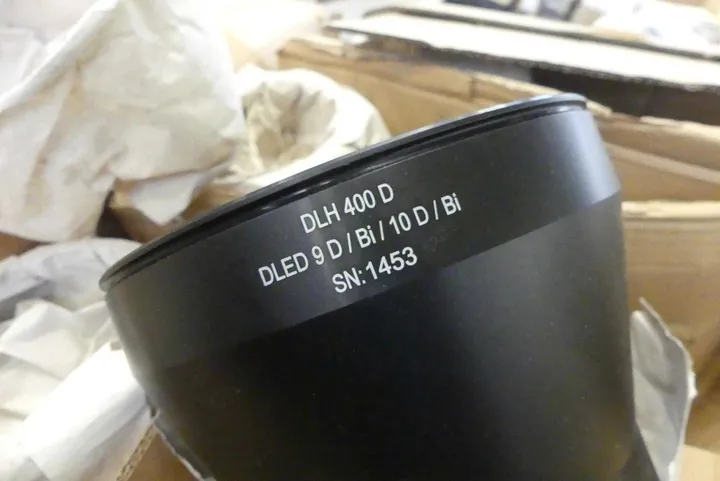 DLH 400 D
DLED 9 D / Bi / 10 D / Bi
SN:1453